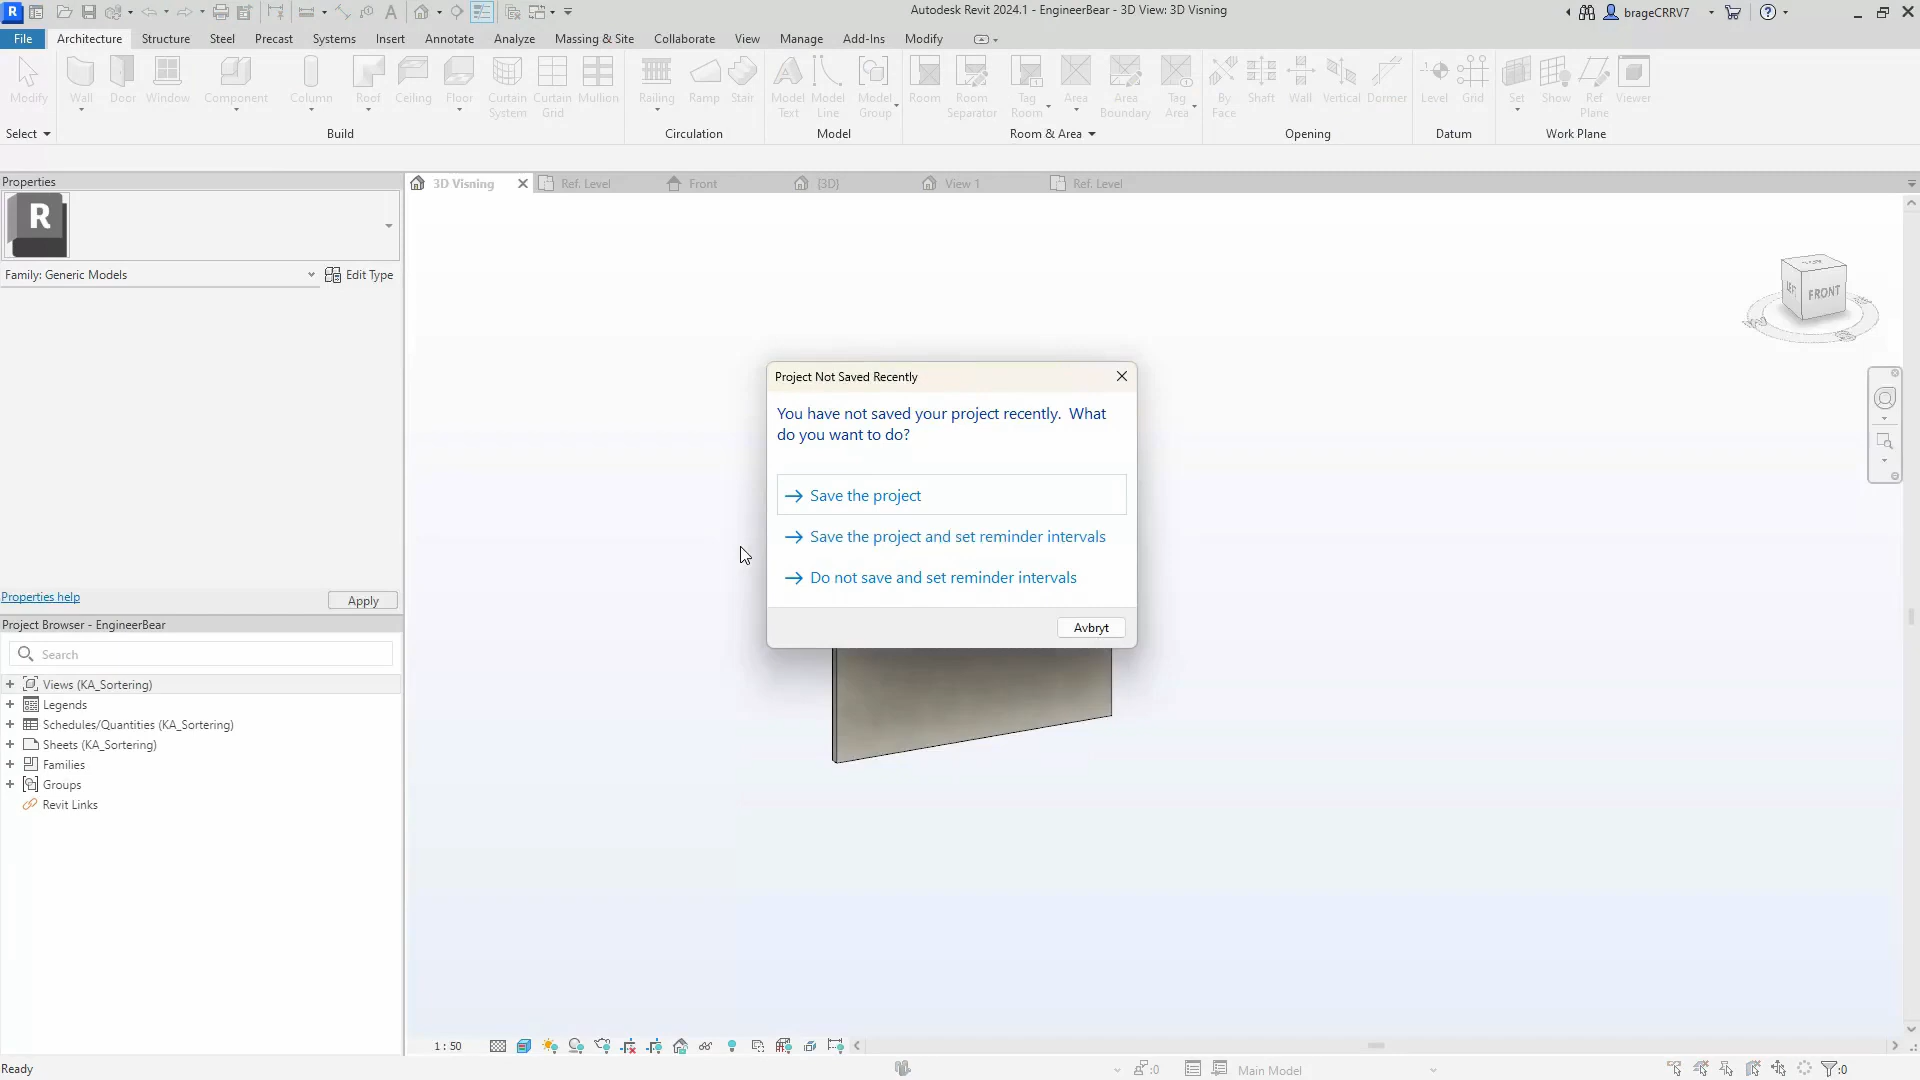 Autodesk Revit 2024.1 - EngineerBear - 3D View: 3D Visning
brageCRRV7
File Architecture Structure Steel Precast Systems Insert Annotate Analyze Massing & Site Collaborate View Manage Add-Ins Modify
Modify Wall Door Window Component Column Roof Ceiling Floor Curtain System Curtain Grid Mullion Railing Ramp Stair Model Text Model Line Model Group Room Room Separator Tag Room Area Area Boundary Tag Area By Face Shaft Wall Vertical Dormer Level Grid Set Show Ref Plane Viewer
Select Build Circulation Model Room & Area Opening Datum Work Plane
Properties
3D Visning Ref. Level Front {3D} View 1 Ref. Level
R
Family: Generic Models
Edit Type
TOP
LEFT
FRONT
Project Not Saved Recently
You have not saved your project recently. What
do you want to do?
Save the project
Save the project and set reminder intervals
Do not save and set reminder intervals
Avbryt
Properties help
Apply
Project Browser - EngineerBear
Search
Views (KA_Sortering)
Legends
Schedules/Quantities (KA_Sortering)
Sheets (KA_Sortering)
Families
Groups
Revit Links
1 : 50
Ready
:0
Main Model
:0